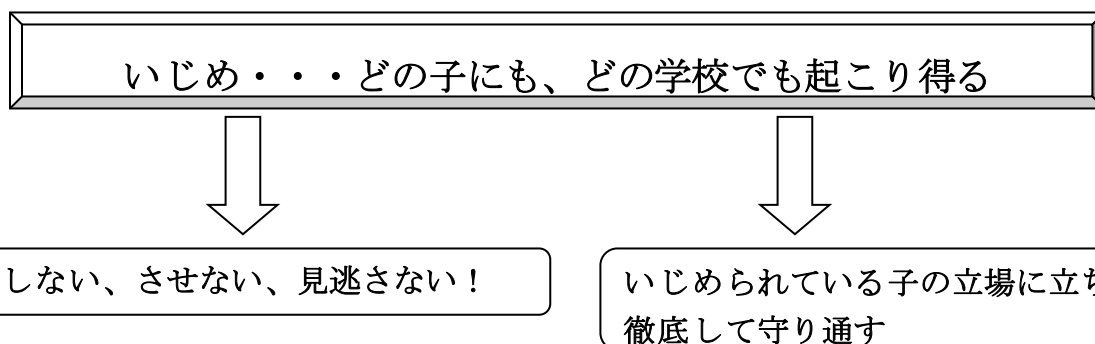 いじめ・・・どの子にも、どの学校でも起こり得る
しない、させない、見逃さない！
いじめられている子の立場に立ち
徹底して守り通す